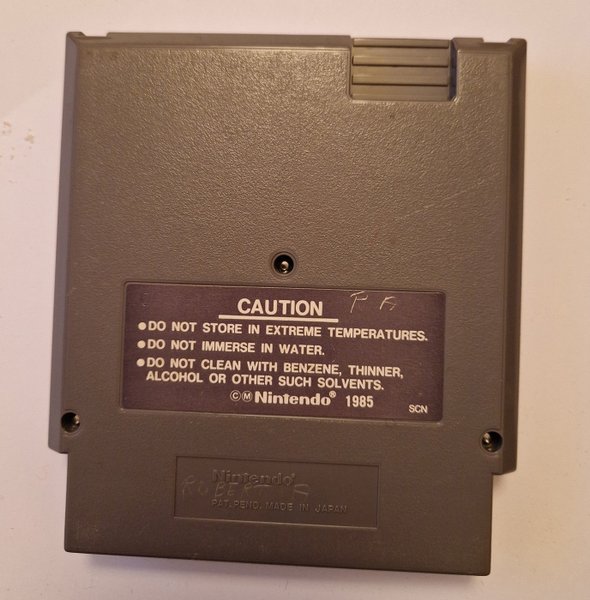 CAUTION
●DO NOT STORE IN EXTREME TEMPERATURES.
●DO NOT IMMERSE IN WATER.
●DO NOT CLEAN WITH BENZENE, THINNER,
ALCOHOL OR OTHER SUCH SOLVENTS.
©Ⓜ Nintendo® 1985
SCN
Nintendo®
PAT. PEND. MADE IN JAPAN